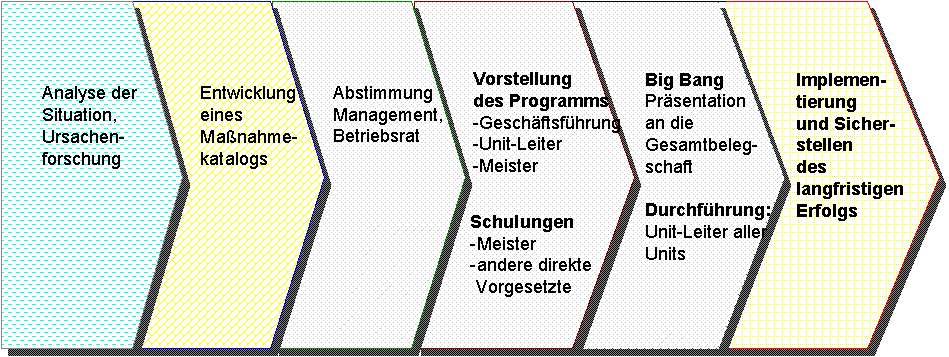 Analyse der
Situation,
Ursachen-
forschung
Entwicklung
eines
Maßnahme-
katalogs
Abstimmung
Management,
Betriebsrat
Vorstellung
des Programms
-Geschäftsführung
-Unit-Leiter
-Meister
Schulungen
-Meister
-andere direkte
Vorgesetzte
Big Bang
Präsentation
an die
Gesamtbeleg-
schaft
Durchführung:
Unit-Leiter aller
Units
Implemen-
tierung
und Sicher-
stellen
des
langfristigen
Erfolgs